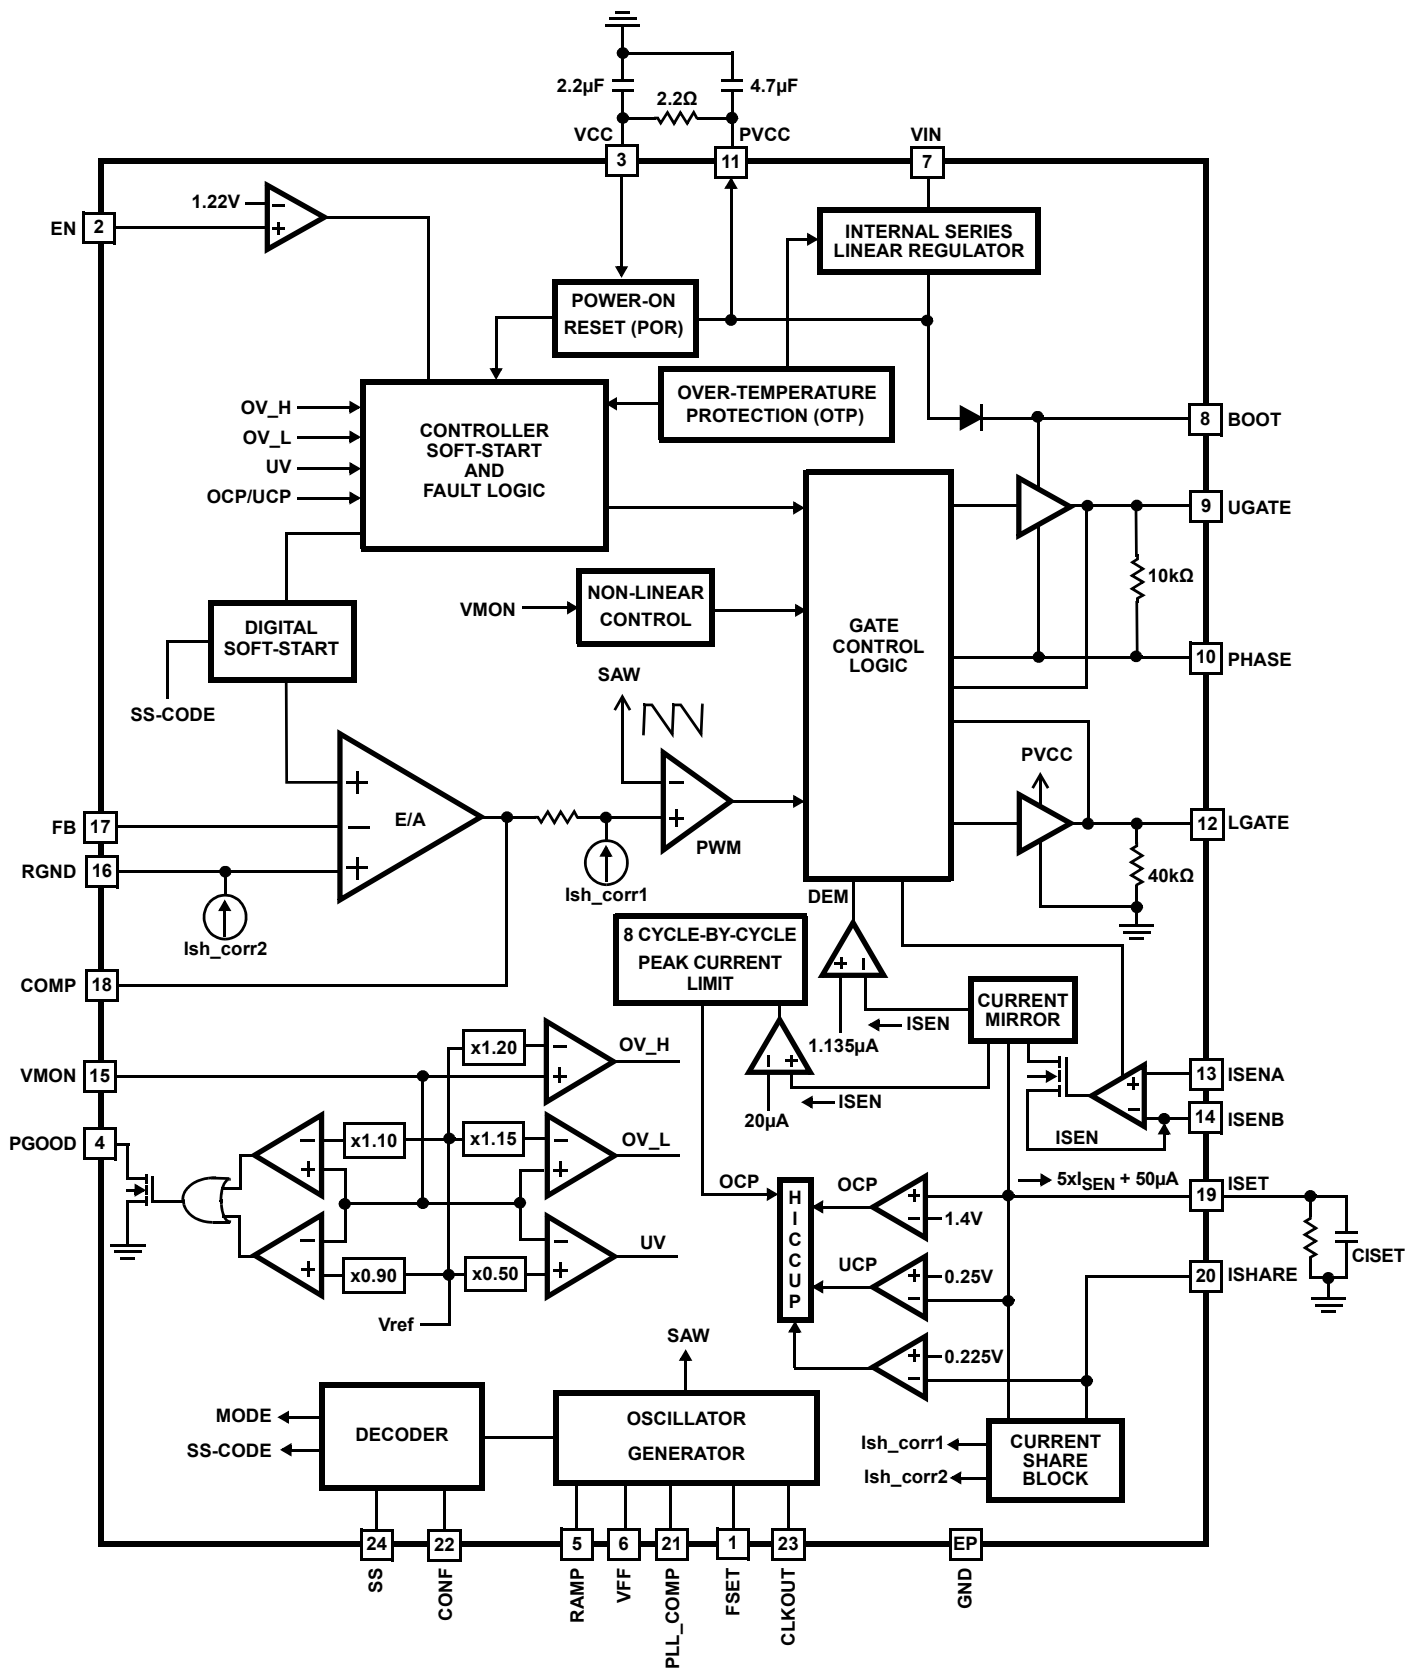 2.2µF
2.2Ω
4.7µF
VCC
PVCC
VIN
3
11
7
1.22V
−
+
EN
2
INTERNAL SERIES
LINEAR REGULATOR
POWER-ON
RESET (POR)
OVER-TEMPERATURE
PROTECTION (OTP)
OV_H
OV_L
UV
OCP/UCP
CONTROLLER
SOFT-START
AND
FAULT LOGIC
8
BOOT
9
UGATE
10kΩ
NON-LINEAR
CONTROL
VMON
GATE
CONTROL
LOGIC
DIGITAL
SOFT-START
10
PHASE
SAW
SS-CODE
PVCC
+
−
+
E/A
−
+
PWM
FB
17
12
LGATE
RGND
16
40kΩ
Ish_corr1
DEM
Ish_corr2
8 CYCLE-BY-CYCLE
PEAK CURRENT
LIMIT
+ −
COMP
18
CURRENT
MIRROR
ISEN
1.135µA
x1.20
−
+
OV_H
− +
VMON
15
13
ISENA
+
−
ISEN
20µA
14
ISENB
PGOOD
4
−
+
x1.10
x1.15
−
+
OV_L
ISEN
OCP
OCP
5xISEN + 50µA
19
ISET
HICCUP
+
−
1.4V
−
+
x0.90
x0.50
−
+
UV
UCP
+
−
0.25V
CISET
20
ISHARE
Vref
SAW
+
−
0.225V
MODE
SS-CODE
DECODER
OSCILLATOR
GENERATOR
Ish_corr1
Ish_corr2
CURRENT
SHARE
BLOCK
24
22
5
6
21
1
23
EP
SS
CONF
RAMP
VFF
PLL_COMP
FSET
CLKOUT
GND